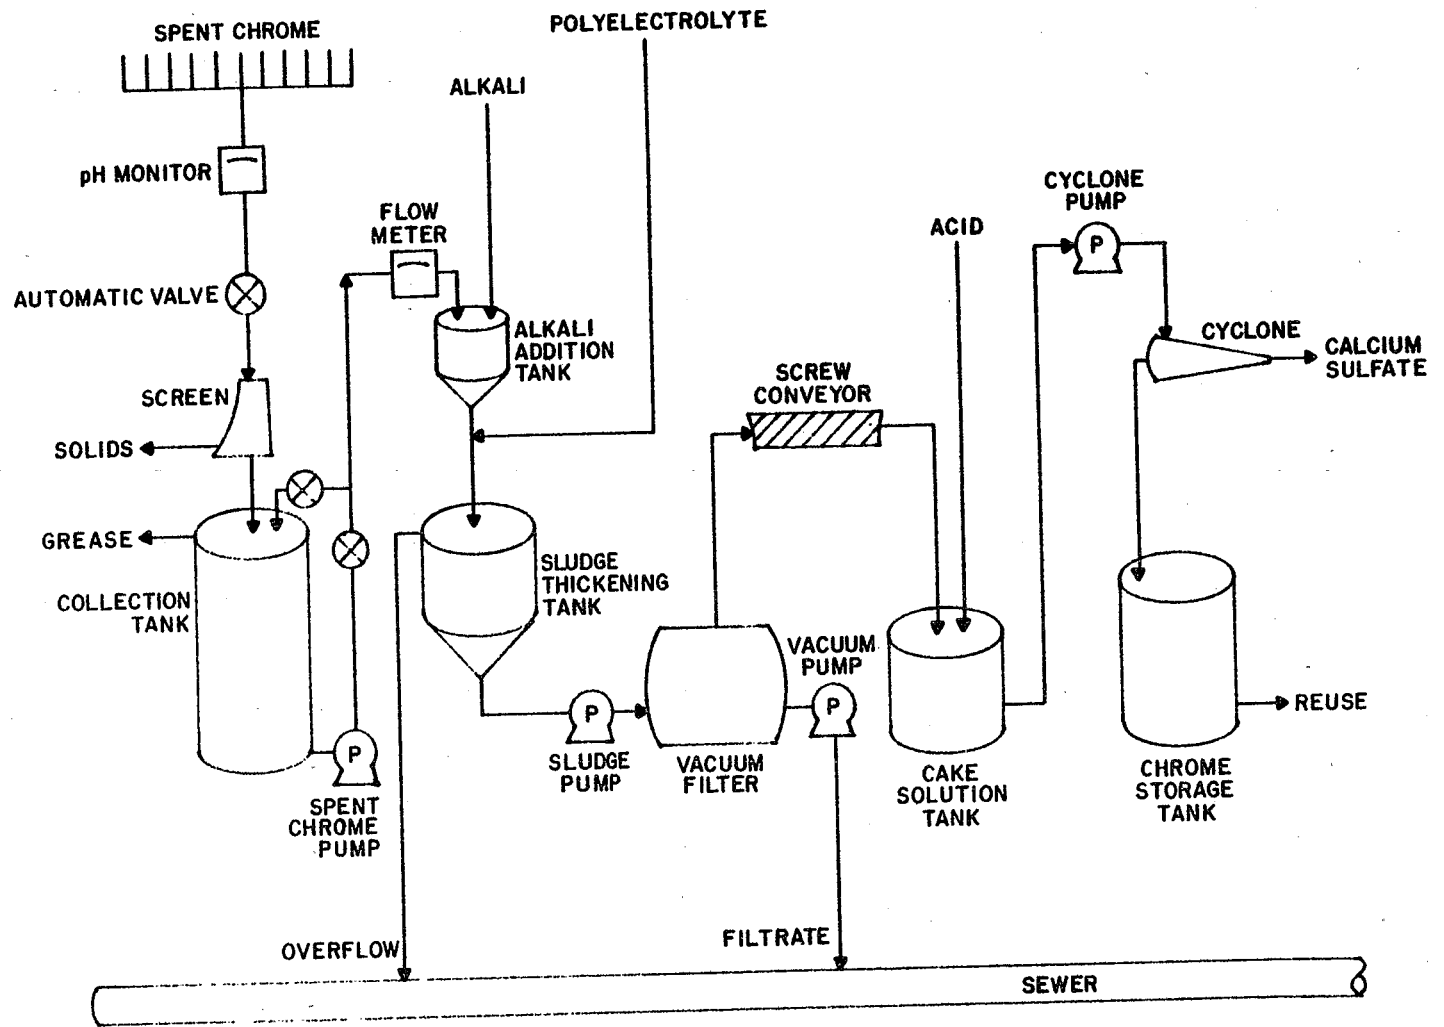 SPENT CHROME
POLYELECTROLYTE
ALKALI
pH MONITOR
FLOW
METER
CYCLONE
PUMP
P
ACID
AUTOMATIC VALVE
ALKALI
ADDITION
TANK
CYCLONE
CALCIUM
SULFATE
SCREEN
SCREW
CONVEYOR
SOLIDS
GREASE
COLLECTION
TANK
SLUDGE
THICKENING
TANK
VACUUM
PUMP
P
P
P
REUSE
SLUDGE
PUMP
VACUUM
FILTER
CAKE
SOLUTION
TANK
CHROME
STORAGE
TANK
SPENT
CHROME
PUMP
OVERFLOW
FILTRATE
SEWER